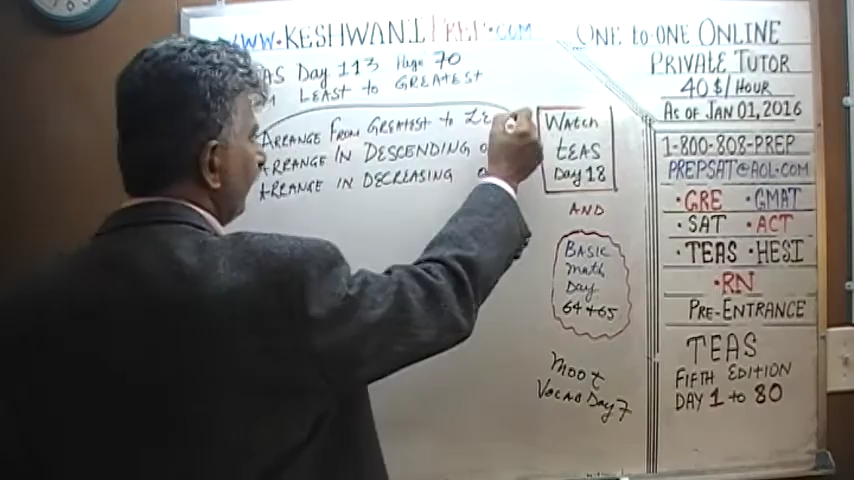 WWW.KESHWANIPREP.COM
AS Day 113 Page 70
LEAST to GREATEST
ARRANGE FROM GREATEST to LE
ARRANGE IN DESCENDING O
ARRANGE IN DECREASING
WATCH
tEAS
Day 18
AND
BASIC
math
Day
64+65
moot
VOCAB Day 7
ONE to-ONE ONLINE
PRIVATE TUTOR
40$/HOUR
AS OF JAN 01, 2016
1-800-808-PREP
PREPSAT@AOL.COM
•GRE •GMAT
•SAT •ACT
•TEAS •HESI
•RN
PRE-ENTRANCE
TEAS
FIFTH EDITION
DAY 1 to 80